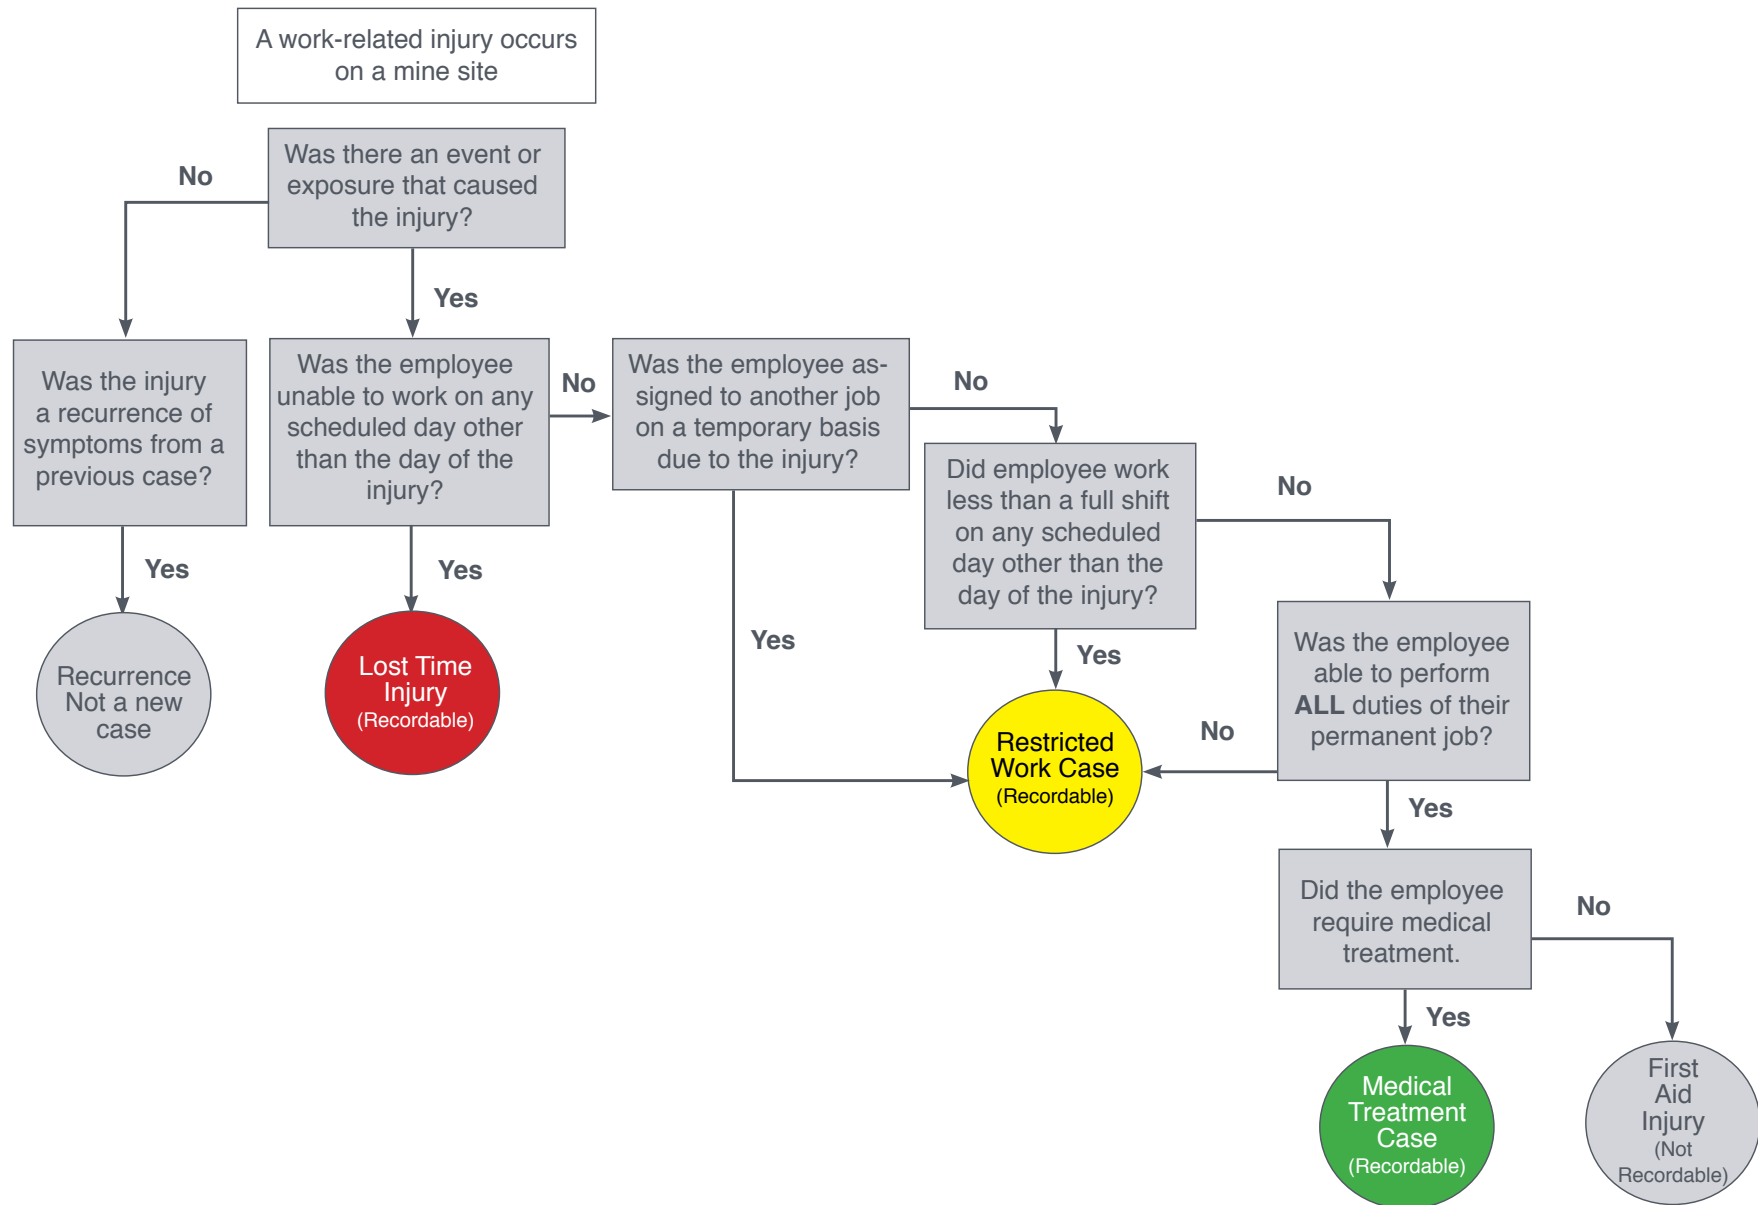 A work-related injury occurs
on a mine site
Was there an event or
exposure that caused
the injury?
No
Yes
Was the injury
a recurrence of
symptoms from a
previous case?
Yes
Recurrence
Not a new
case
Was the employee
unable to work on any
scheduled day other
than the day of the
injury?
No
Yes
Lost Time
Injury
(Recordable)
Was the employee as-
signed to another job
on a temporary basis
due to the injury?
No
Yes
Did employee work
less than a full shift
on any scheduled
day other than the
day of the injury?
No
Yes
Restricted
Work Case
(Recordable)
Was the employee
able to perform
ALL duties of their
permanent job?
No
Yes
Did the employee
require medical
treatment.
No
Yes
Medical
Treatment
Case
(Recordable)
First
Aid
Injury
(Not
Recordable)